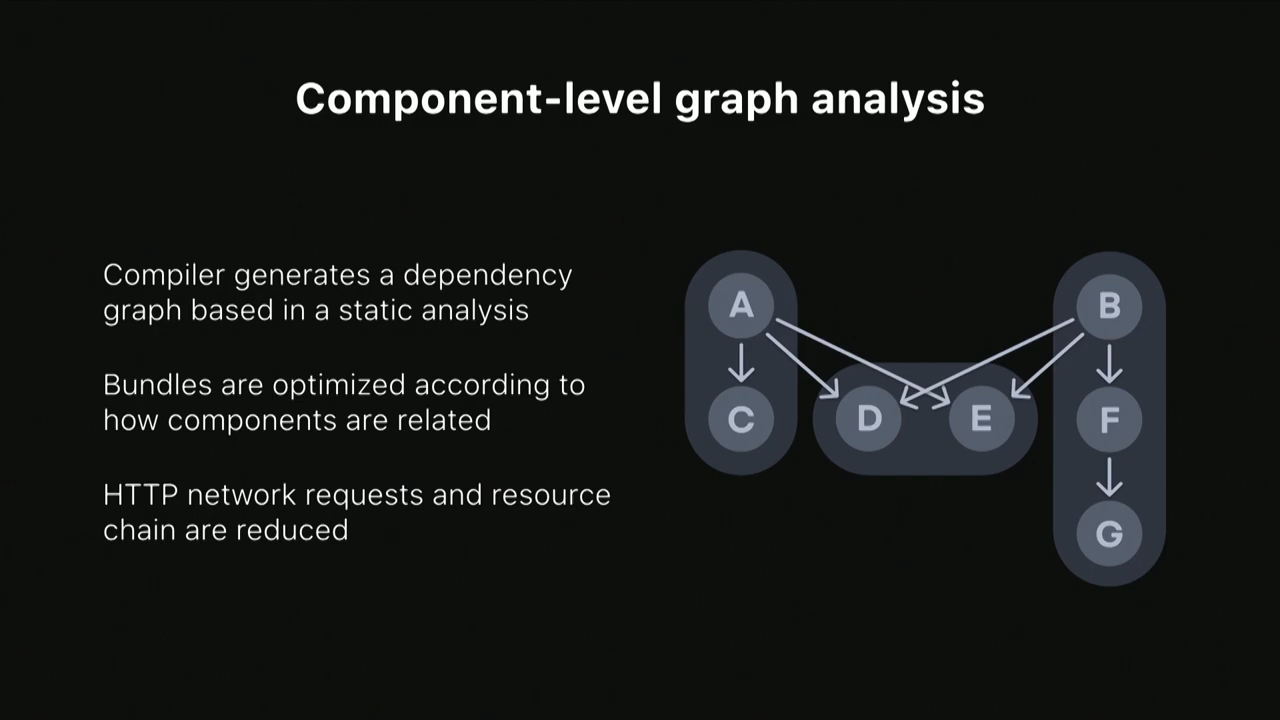 Component-level graph analysis
Compiler generates a dependency
graph based in a static analysis
Bundles are optimized according to
how components are related
HTTP network requests and resource
chain are reduced
A
B
C
D
E
F
G